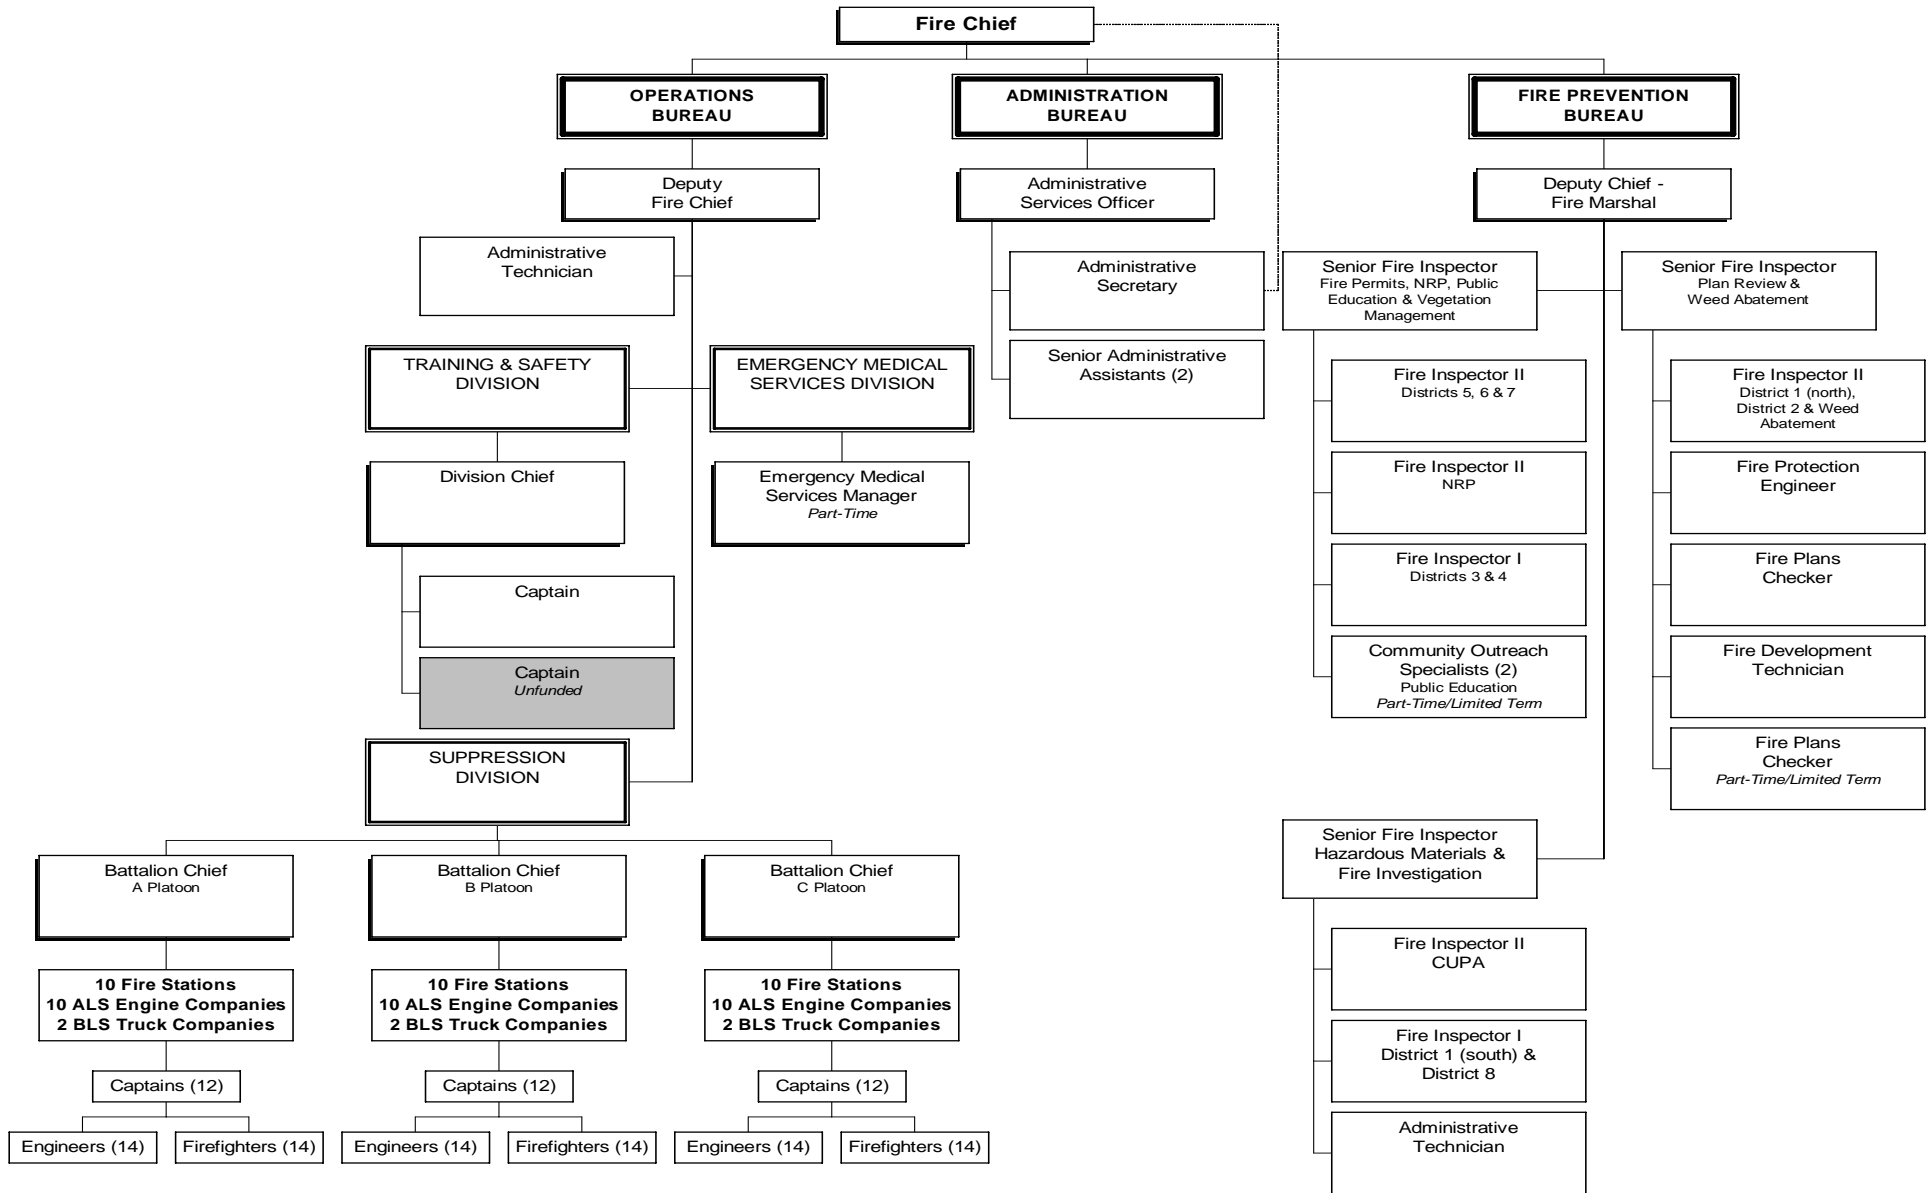 Fire Chief
OPERATIONS
BUREAU
ADMINISTRATION
BUREAU
FIRE PREVENTION
BUREAU
Deputy
Fire Chief
Administrative
Services Officer
Deputy Chief -
Fire Marshal
Administrative
Technician
Administrative
Secretary
Senior Administrative
Assistants (2)
Senior Fire Inspector
Fire Permits, NRP, Public
Education & Vegetation
Management
Senior Fire Inspector
Plan Review &
Weed Abatement
TRAINING & SAFETY
DIVISION
EMERGENCY MEDICAL
SERVICES DIVISION
Division Chief
Emergency Medical
Services Manager
Part-Time
Captain
Captain
Unfunded
SUPPRESSION
DIVISION
Fire Inspector II
Districts 5, 6 & 7
Fire Inspector II
NRP
Fire Inspector I
Districts 3 & 4
Community Outreach
Specialists (2)
Public Education
Part-Time/Limited Term
Fire Inspector II
District 1 (north),
District 2 & Weed
Abatement
Fire Protection
Engineer
Fire Plans
Checker
Fire Development
Technician
Fire Plans
Checker
Part-Time/Limited Term
Senior Fire Inspector
Hazardous Materials &
Fire Investigation
Fire Inspector II
CUPA
Fire Inspector I
District 1 (south) &
District 8
Administrative
Technician
Battalion Chief
A Platoon
10 Fire Stations
10 ALS Engine Companies
2 BLS Truck Companies
Captains (12)
Engineers (14)
Firefighters (14)
Battalion Chief
B Platoon
10 Fire Stations
10 ALS Engine Companies
2 BLS Truck Companies
Captains (12)
Engineers (14)
Firefighters (14)
Battalion Chief
C Platoon
10 Fire Stations
10 ALS Engine Companies
2 BLS Truck Companies
Captains (12)
Engineers (14)
Firefighters (14)